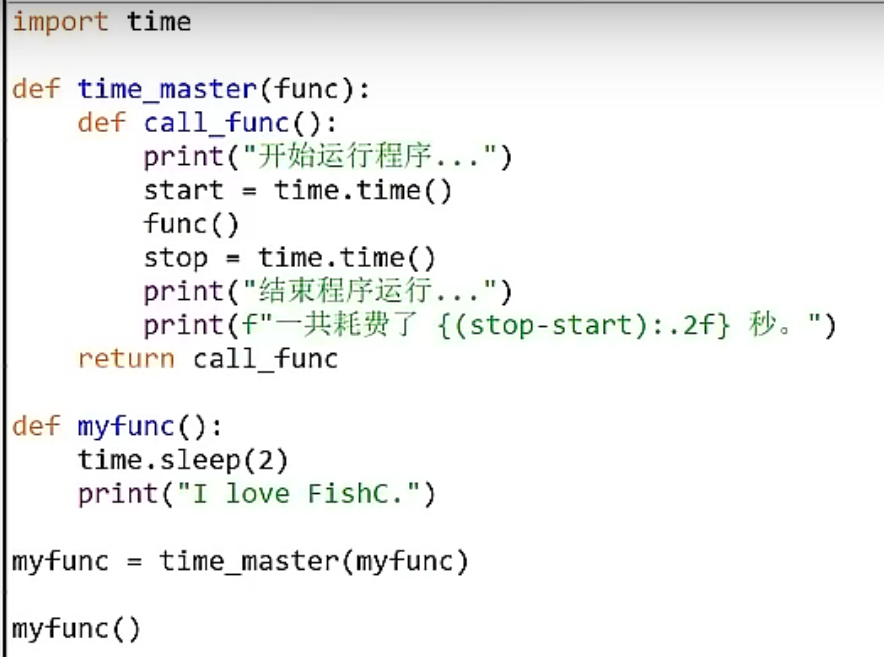 import time
def time_master(func):
    def call_func():
        print("开始运行程序...")
        start = time.time()
        func()
        stop = time.time()
        print("结束程序运行...")
        print(f"一共耗费了 {(stop-start):.2f} 秒。")
    return call_func
def myfunc():
    time.sleep(2)
    print("I love FishC.")
myfunc = time_master(myfunc)
myfunc()